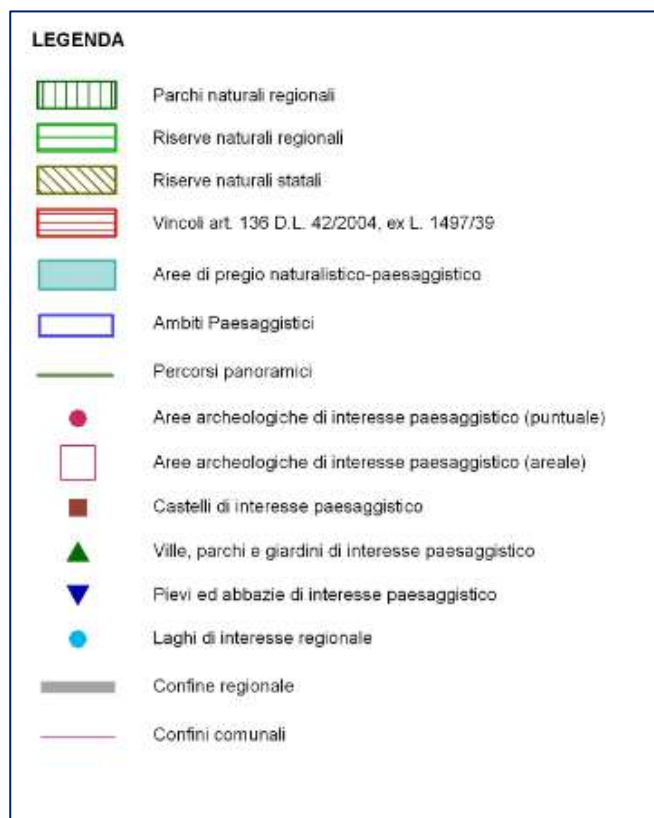 LEGENDA
Parchi naturali regionali
Riserve naturali regionali
Riserve naturali statali
Vincoli art. 136 D.L. 42/2004, ex L. 1497/39
Aree di pregio naturalistico-paesaggistico
Ambiti Paesaggistici
Percorsi panoramici
Aree archeologiche di interesse paesaggistico (puntuale)
Aree archeologiche di interesse paesaggistico (areale)
Castelli di interesse paesaggistico
Ville, parchi e giardini di interesse paesaggistico
Pievi ed abbazie di interesse paesaggistico
Laghi di interesse regionale
Confine regionale
Confini comunali